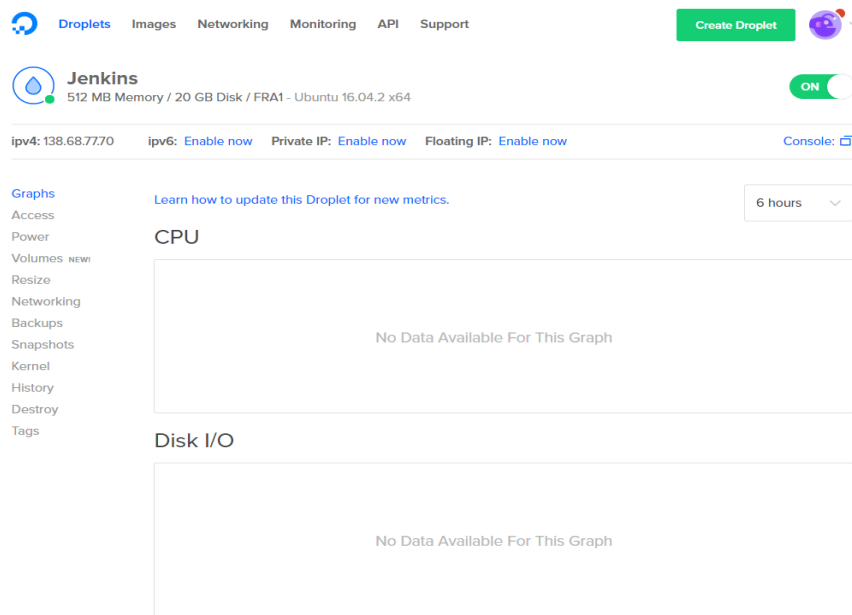 Droplets Images Networking Monitoring API Support Create Droplet
Jenkins
512 MB Memory / 20 GB Disk / FRA1 - Ubuntu 16.04.2 x64
ON
ipv4: 138.68.77.70 ipv6: Enable now Private IP: Enable now Floating IP: Enable now Console:
Graphs
Access
Power
Volumes NEW!
Resize
Networking
Backups
Snapshots
Kernel
History
Destroy
Tags
Learn how to update this Droplet for new metrics.
6 hours
CPU
No Data Available For This Graph
Disk I/O
No Data Available For This Graph